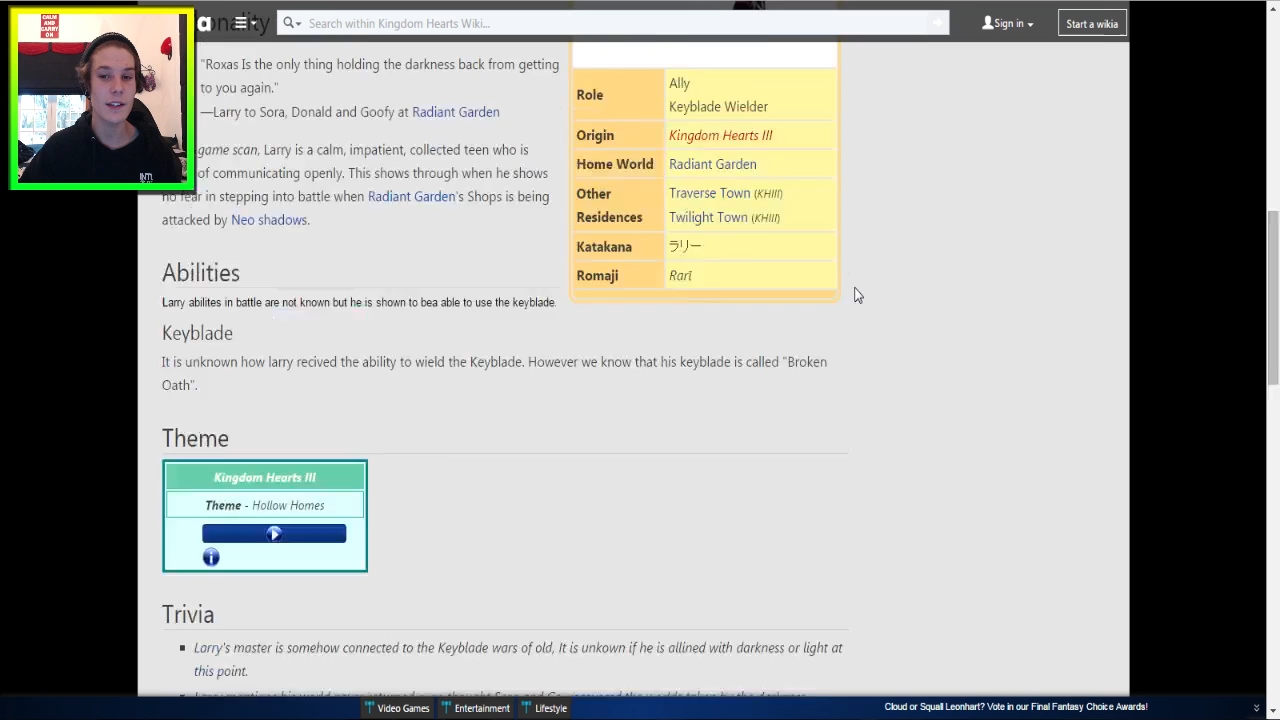 CALM
AND
CARRY
ON
Search within Kingdom Hearts Wiki...
Sign in
Start a wikia
"Roxas Is the only thing holding the darkness back from getting
to you again."
—Larry to Sora, Donald and Goofy at Radiant Garden
game scan, Larry is a calm, impatient, collected teen who is
of communicating openly. This shows through when he shows
no fear in stepping into battle when Radiant Garden's Shops is being
attacked by Neo shadows.
Role
Ally
Keyblade Wielder
Origin
Kingdom Hearts III
Home World
Radiant Garden
Other
Residences
Traverse Town (KHIII)
Twilight Town (KHIII)
Katakana
ラリー
Romaji
Rarī
Abilities
Larry abilites in battle are not known but he is shown to bea able to use the keyblade.
Keyblade
It is unknown how larry recived the ability to wield the Keyblade. However we know that his keyblade is called "Broken
Oath".
Theme
Kingdom Hearts III
Theme - Hollow Homes
Trivia
Larry's master is somehow connected to the Keyblade wars of old, It is unkown if he is allined with darkness or light at
this point.
Video Games
Entertainment
Lifestyle
Cloud or Squall Leonhart? Vote in our Final Fantasy Choice Awards!